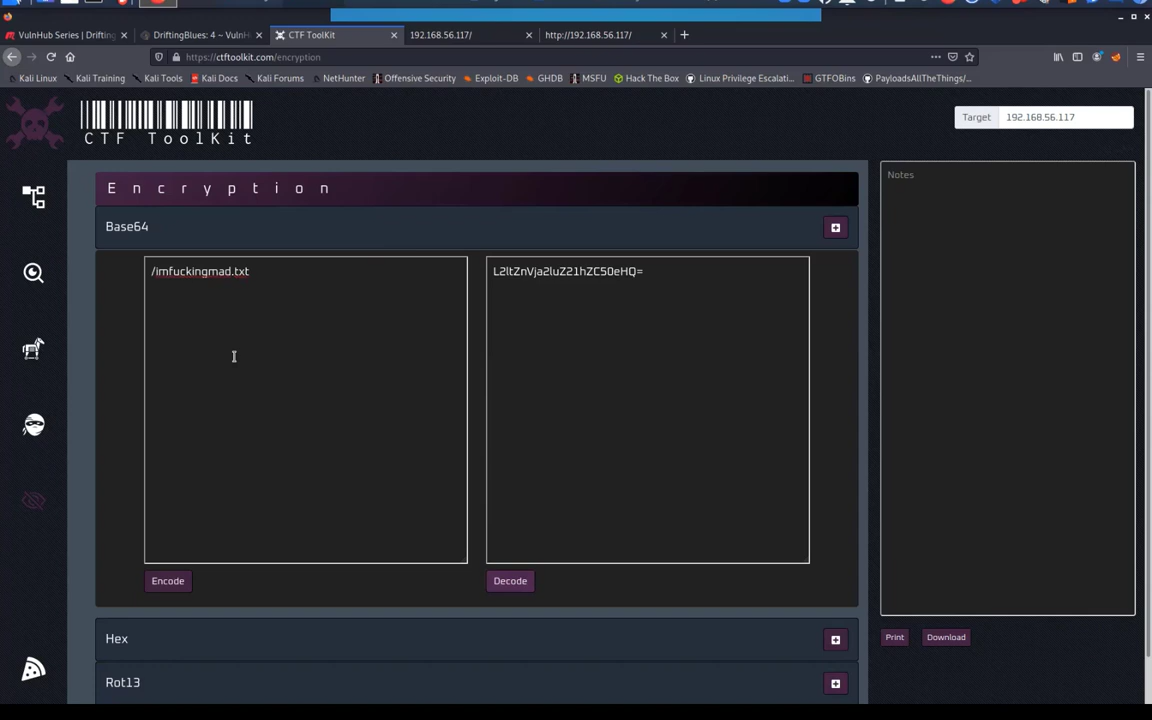 VulnHub Series | Drifting
DriftingBlues: 4 ~ VulnH
CTF ToolKit
192.168.56.117/
http://192.168.56.117/
https://ctftoolkit.com/encryption
Kali Linux
Kali Training
Kali Tools
Kali Docs
Kali Forums
NetHunter
Offensive Security
Exploit-DB
GHDB
MSFU
Hack The Box
Linux Privilege Escalati...
GTFOBins
PayloadsAllTheThings/...
CTF ToolKit
Target
192.168.56.117
Encryption
Notes
Base64
/imfuckingmad.txt
L2ltZnVja2luZ21hZC50eHQ=
Encode
Decode
Hex
Print
Download
Rot13